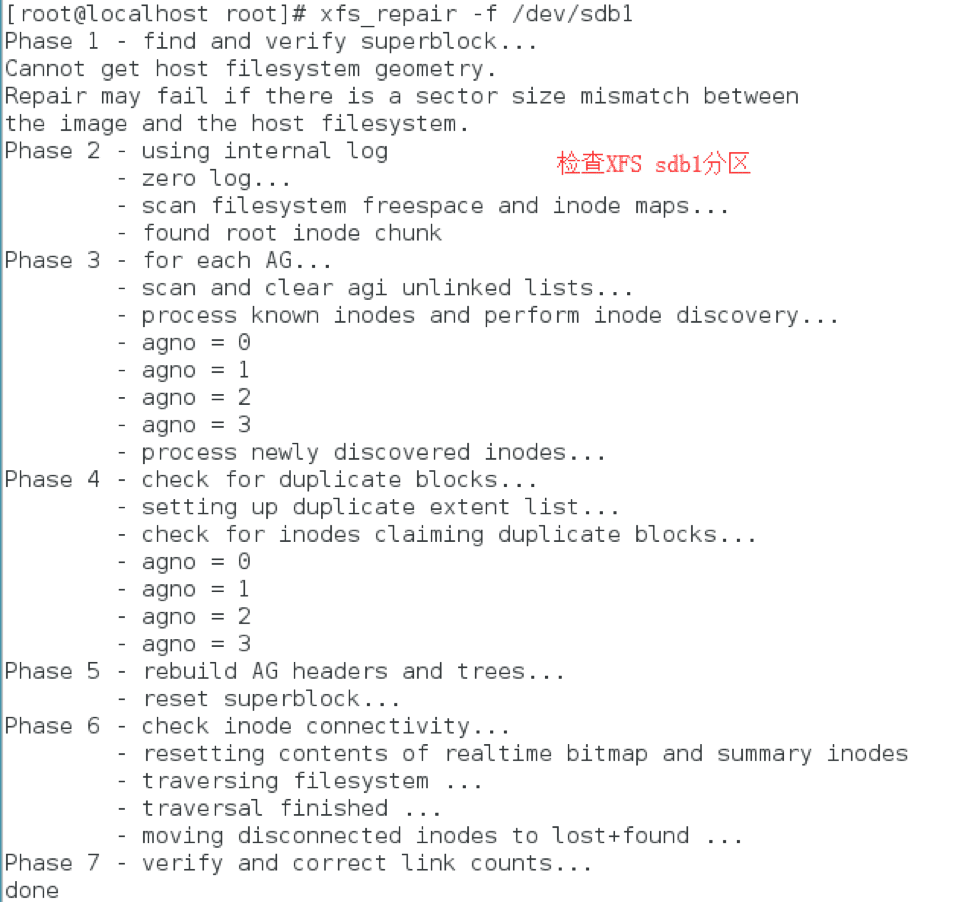 [root@localhost root]# xfs_repair -f /dev/sdb1
Phase 1 - find and verify superblock...
Cannot get host filesystem geometry.
Repair may fail if there is a sector size mismatch between
the image and the host filesystem.
Phase 2 - using internal log
检查XFS sdb1分区
        - zero log...
        - scan filesystem freespace and inode maps...
        - found root inode chunk
Phase 3 - for each AG...
        - scan and clear agi unlinked lists...
        - process known inodes and perform inode discovery...
        - agno = 0
        - agno = 1
        - agno = 2
        - agno = 3
        - process newly discovered inodes...
Phase 4 - check for duplicate blocks...
        - setting up duplicate extent list...
        - check for inodes claiming duplicate blocks...
        - agno = 0
        - agno = 1
        - agno = 2
        - agno = 3
Phase 5 - rebuild AG headers and trees...
        - reset superblock...
Phase 6 - check inode connectivity...
        - resetting contents of realtime bitmap and summary inodes
        - traversing filesystem ...
        - traversal finished ...
        - moving disconnected inodes to lost+found ...
Phase 7 - verify and correct link counts...
done